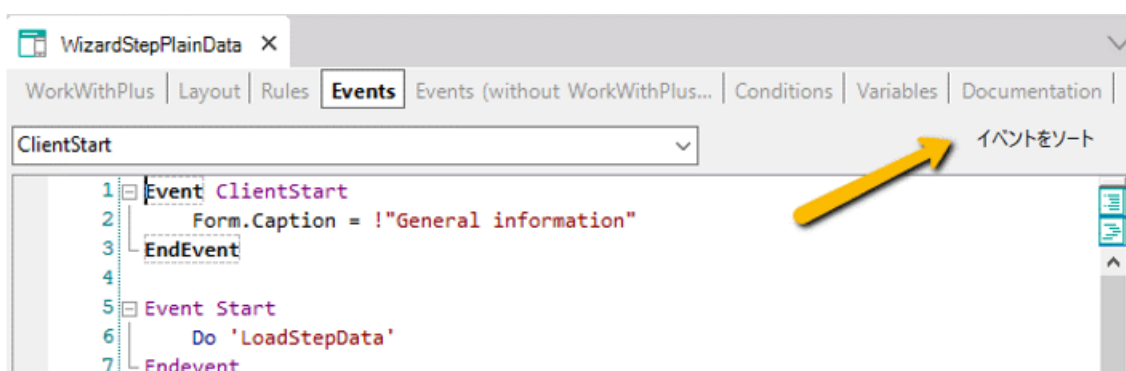 WizardStepPlainData
WorkWithPlus Layout Rules Events Events (without WorkWithPlus... Conditions Variables Documentation
ClientStart イベントをソート
1 Event ClientStart
2 Form.Caption = !"General information"
3 EndEvent
4
5 Event Start
6 Do 'LoadStepData'
7 Endevent